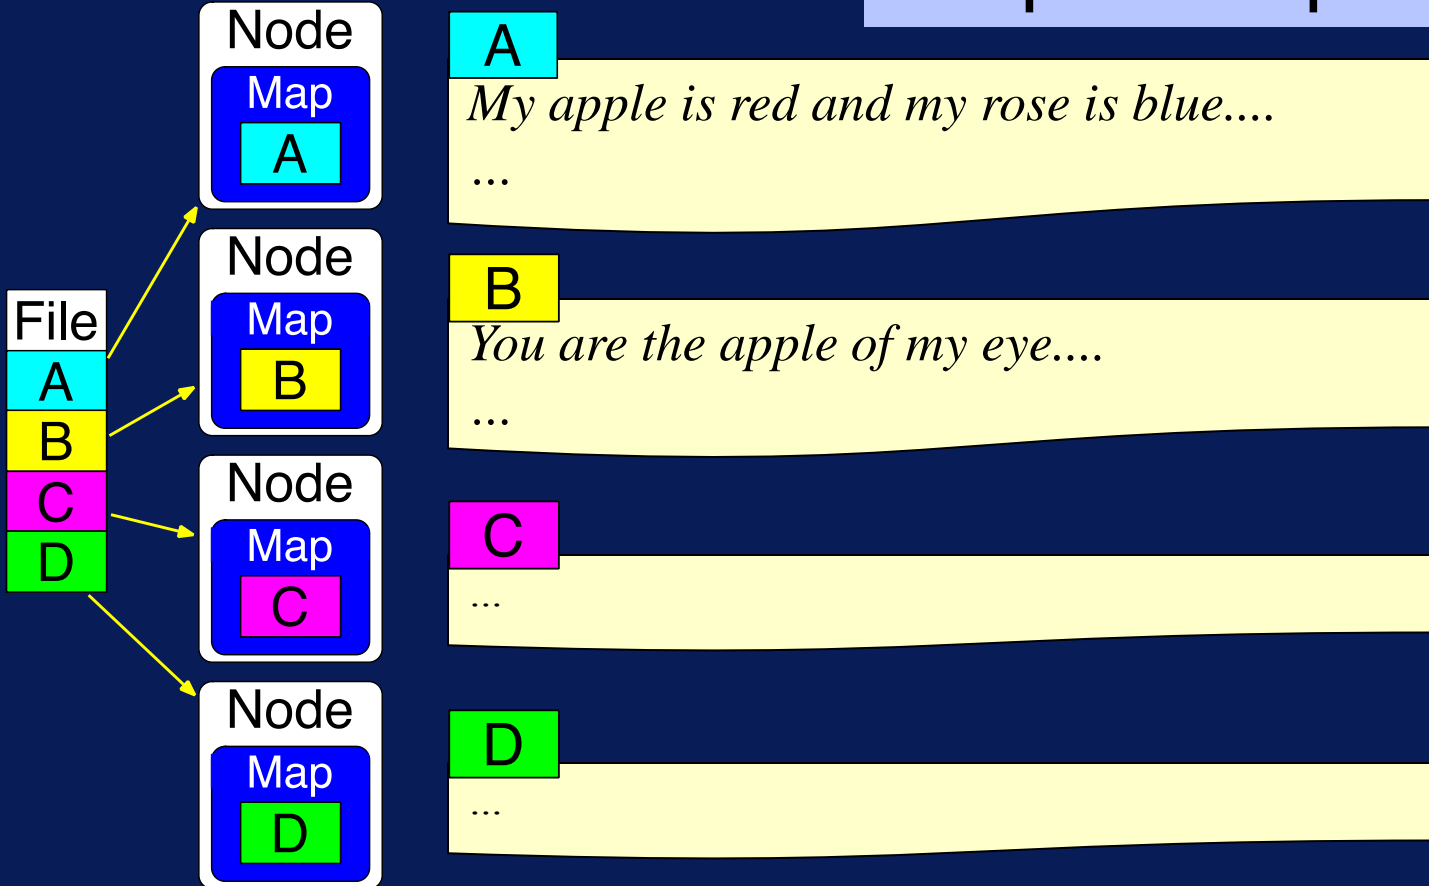 File
A
B
C
D
Node
Map
A
Node
Map
B
Node
Map
C
Node
Map
D
A
My apple is red and my rose is blue....
...
B
You are the apple of my eye....
...
C
...
D
...